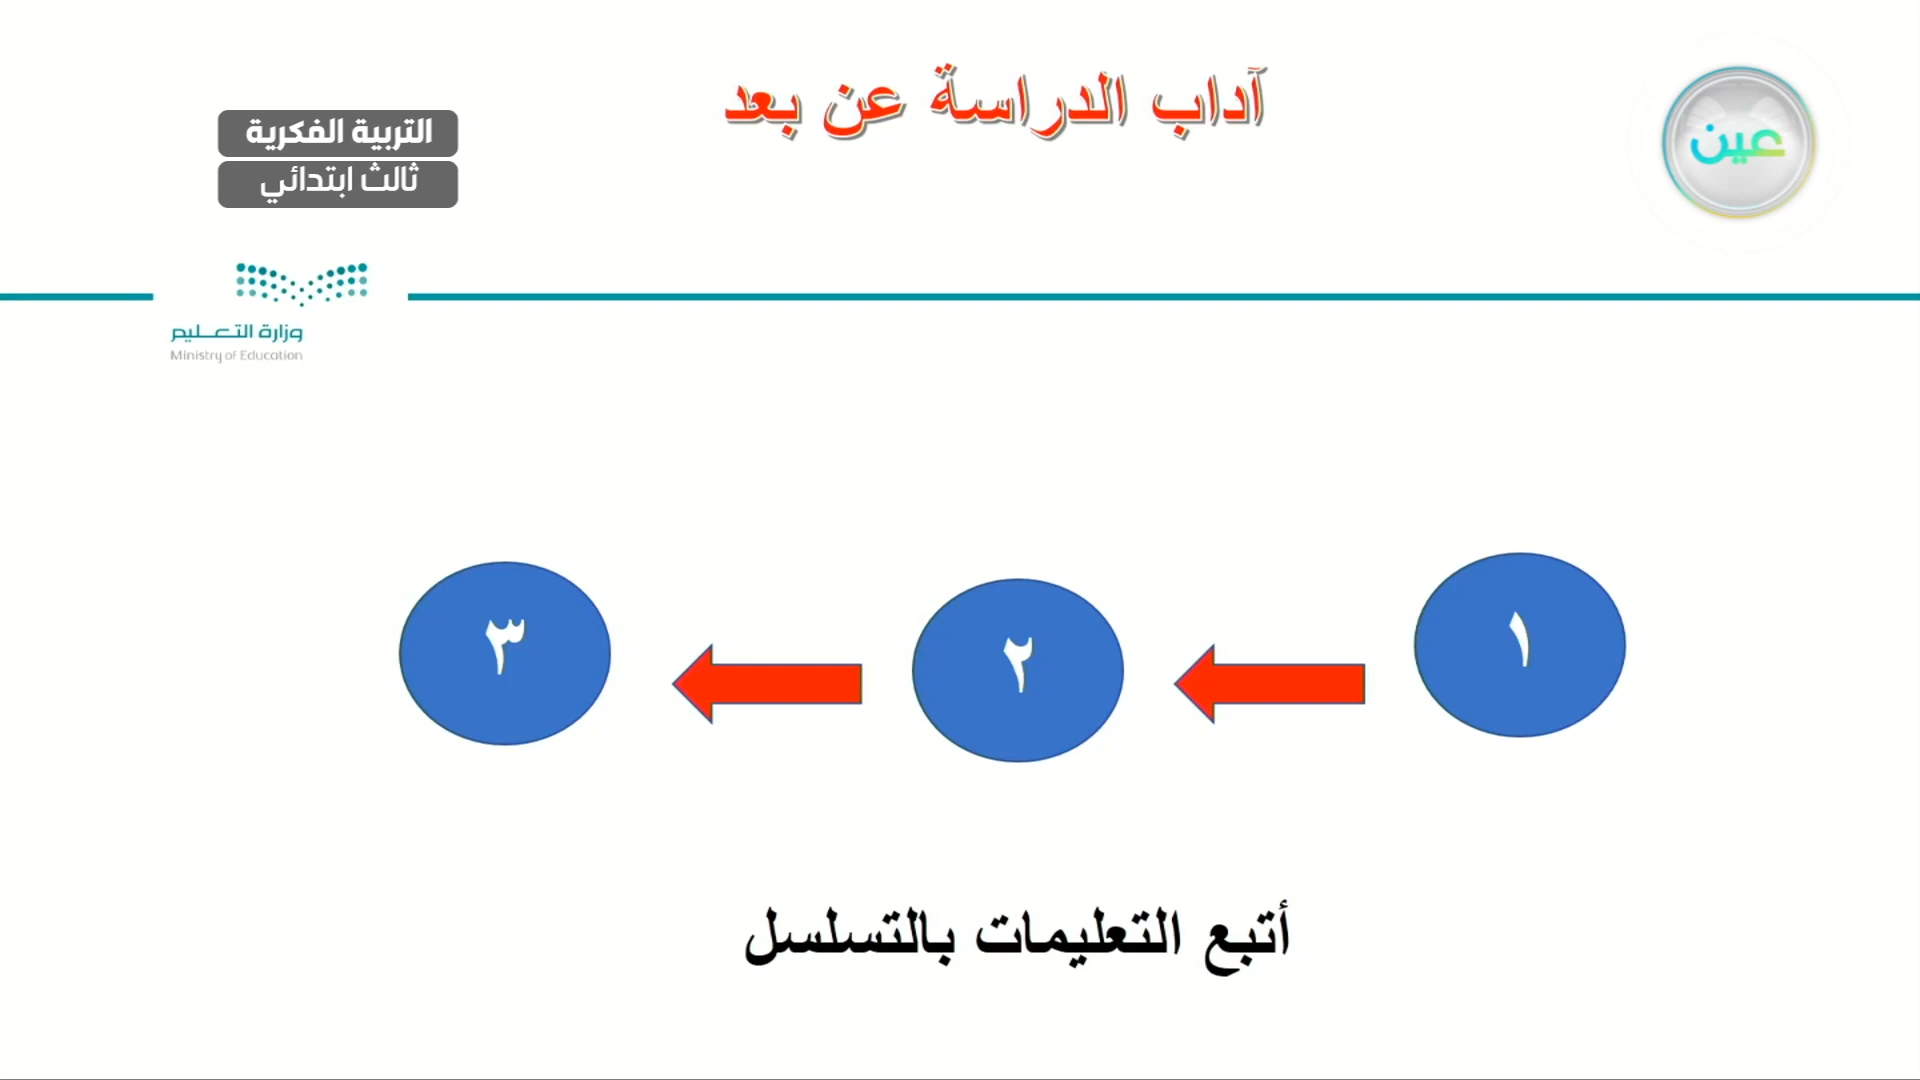 آداب الدراسة عن بعد
عين
التربية الفكرية
ثالث ابتدائي
وزارة التعليم
Ministry of Education
١
٢
٣
أتبع التعليمات بالتسلسل